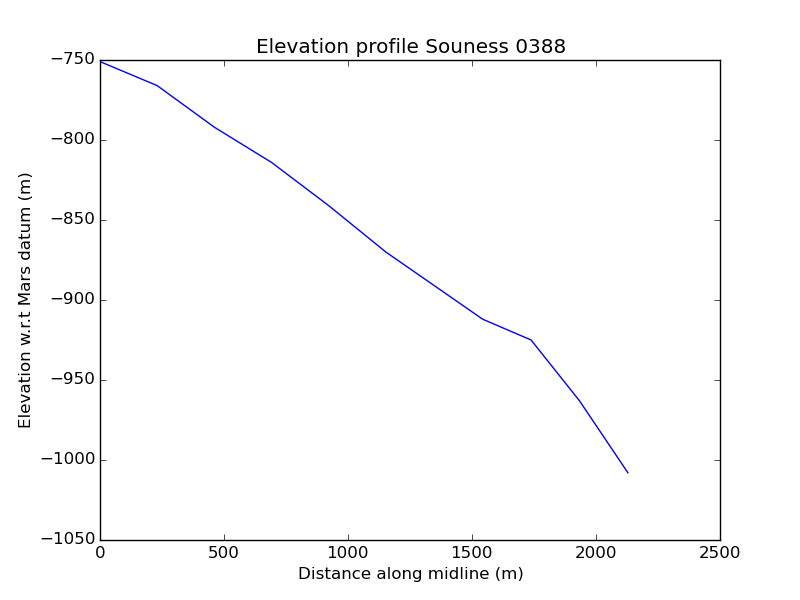 Elevation profile Souness 0388
Elevation w.r.t Mars datum (m)
−750
−800
−850
−900
−950
−1000
−1050
0 500 1000 1500 2000 2500
Distance along midline (m)